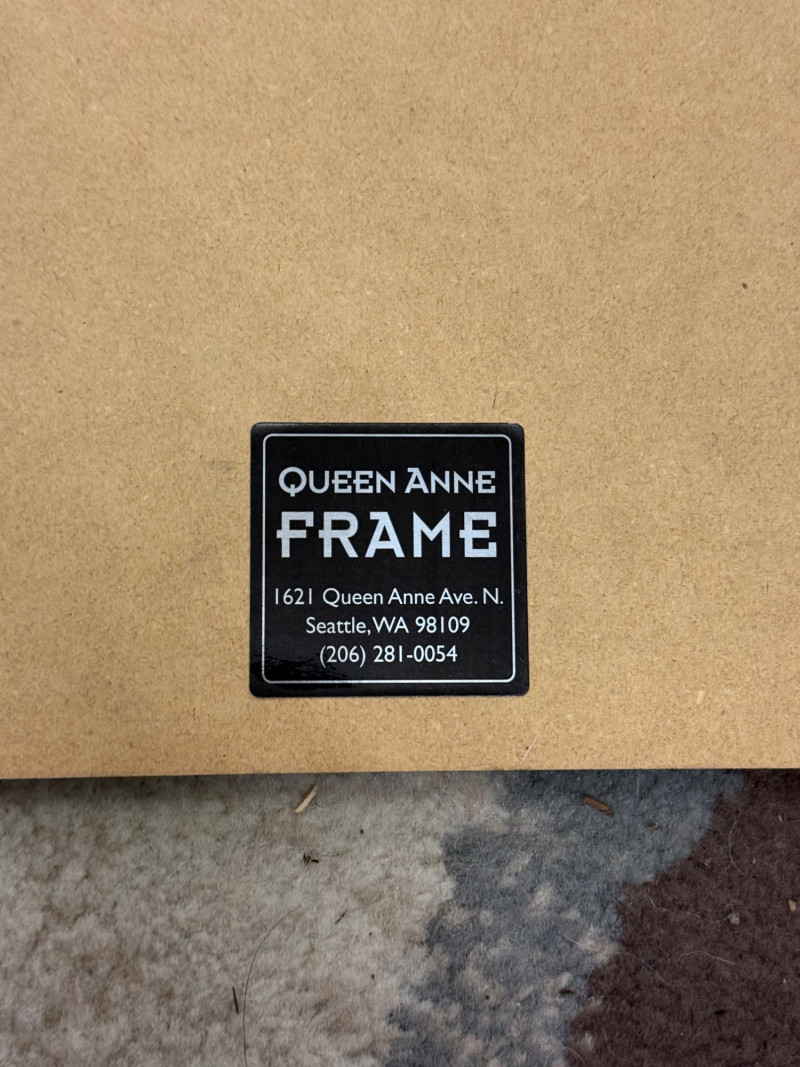 QUEEN ANNE
FRAME
1621 Queen Anne Ave. N.
Seattle, WA 98109
(206) 281-0054